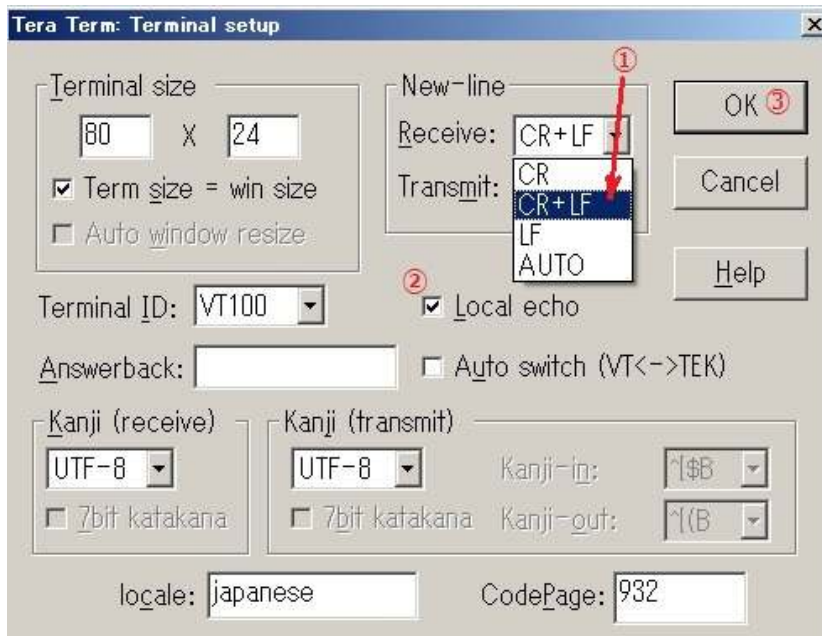 Tera Term: Terminal setup
Terminal size
80 X 24
Term size = win size
Auto window resize
New-line
①
Receive: CR+LF
Transmit:
CR
CR+LF
LF
AUTO
OK ③
Cancel
Help
Terminal ID: VT100
②
Local echo
Answerback:
Auto switch (VT<->TEK)
Kanji (receive)
UTF-8
7bit katakana
Kanji (transmit)
UTF-8
7bit katakana
Kanji-in: ^[$B
Kanji-out: ^[(B
locale: japanese
CodePage: 932